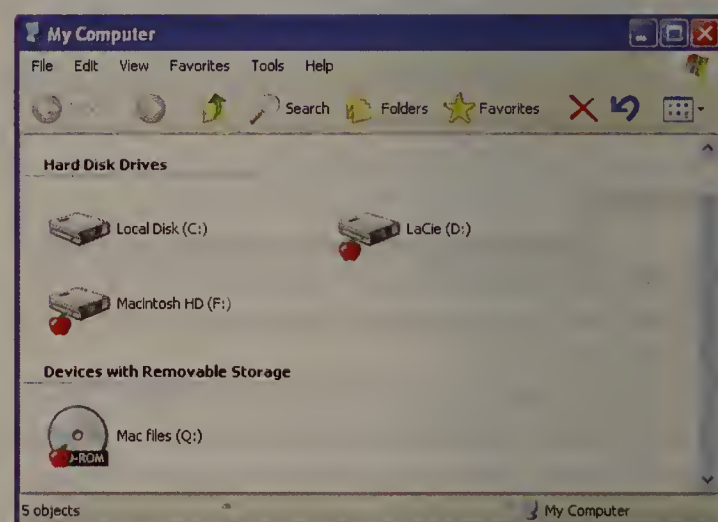 My Computer
File Edit View Favorites Tools Help
Search Folders Favorites
Hard Disk Drives
Local Disk (C:) LaCie (D:)
Macintosh HD (F:)
Devices with Removable Storage
Mac files (Q:)
J-ROM
5 objects My Computer